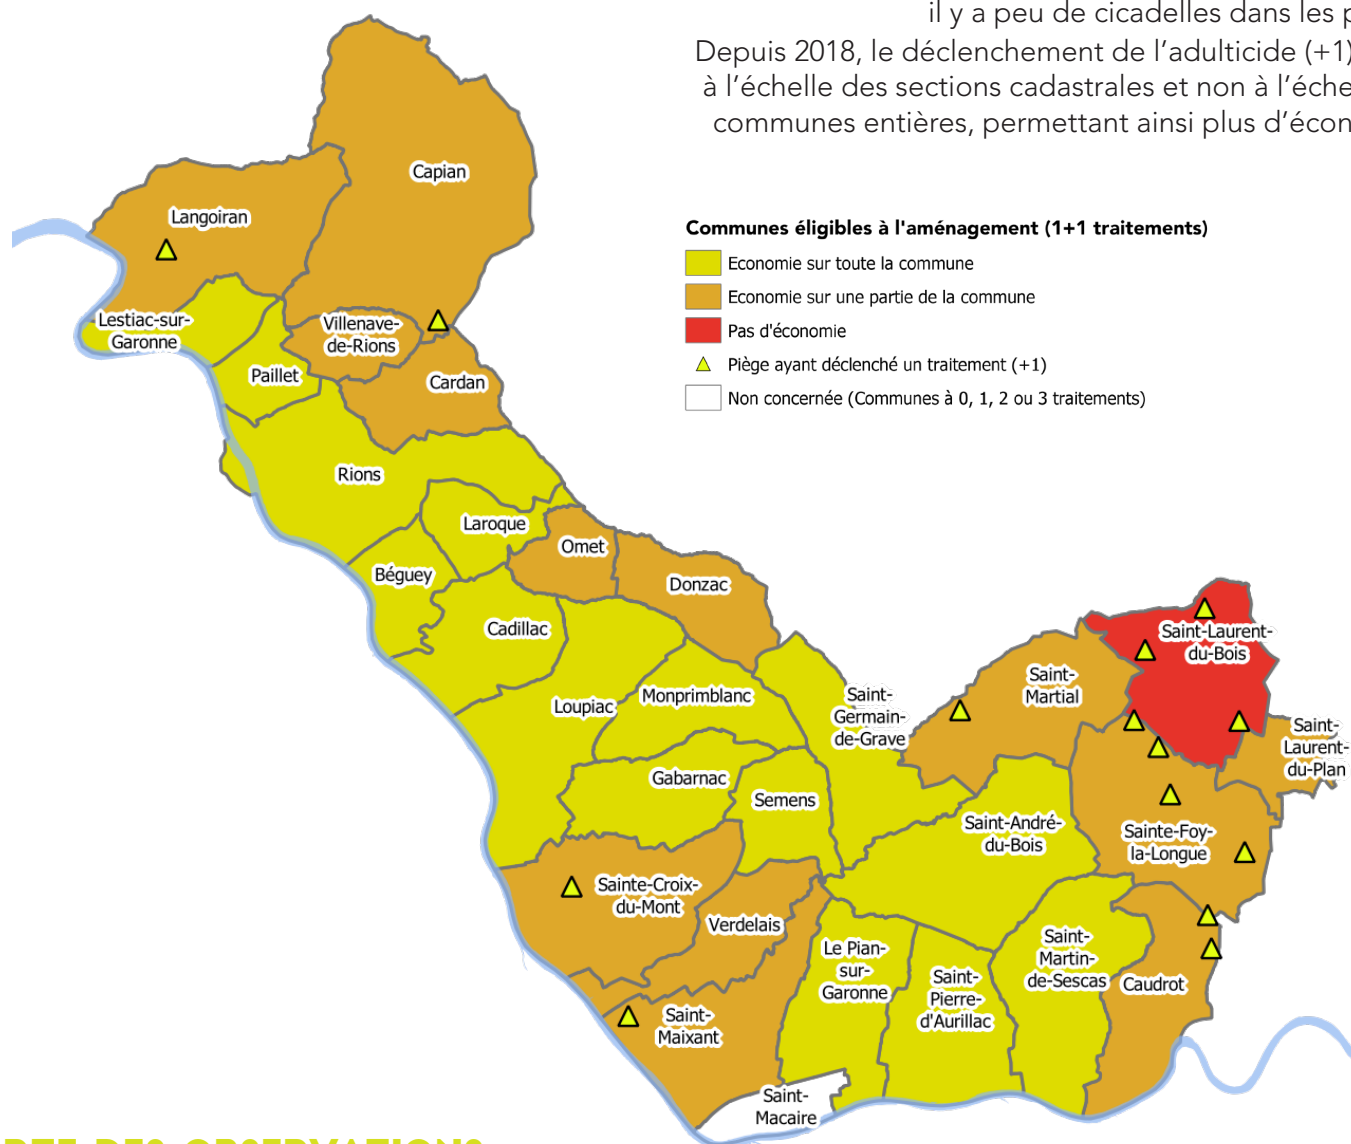 il y a peu de cicadelles dans les
Depuis 2018, le déclenchement de l'adulticide (+1)
à l'échelle des sections cadastrales et non à
communes entières, permettant ainsi plus
Communes éligibles à l'aménagement (1+1 traitements)
Economie sur toute la commune
Economie sur une partie de la commune
Pas d'économie
Piège ayant déclenché un traitement (+1)
Non concernée (Communes à 0, 1, 2 ou 3 traitements)
Capian
Langoiran
Lestiac-sur-
Garonne
Villenave-
de-Rions
Paillet
Cardan
Rions
Laroque
Omet
Béguey
Donzac
Cadillac
Saint-Laurent-
du-Bois
Saint-
Martial
Monprimblanc
Loupiac
Saint-
Germain-
de-Grave
Saint-
Laurent-
du-Plan
Gabarnac
Semens
Saint-André-
du-Bois
Sainte-Foy-
la-Longue
Sainte-Croix-
du-Mont
Verdelais
Le Pian-
sur-
Garonne
Saint-
Martin-
de-Sescas
Saint-
Pierre-
d'Aurillac
Caudrot
Saint-
Maixant
Saint-
Macaire
DES OBSERVATIONS